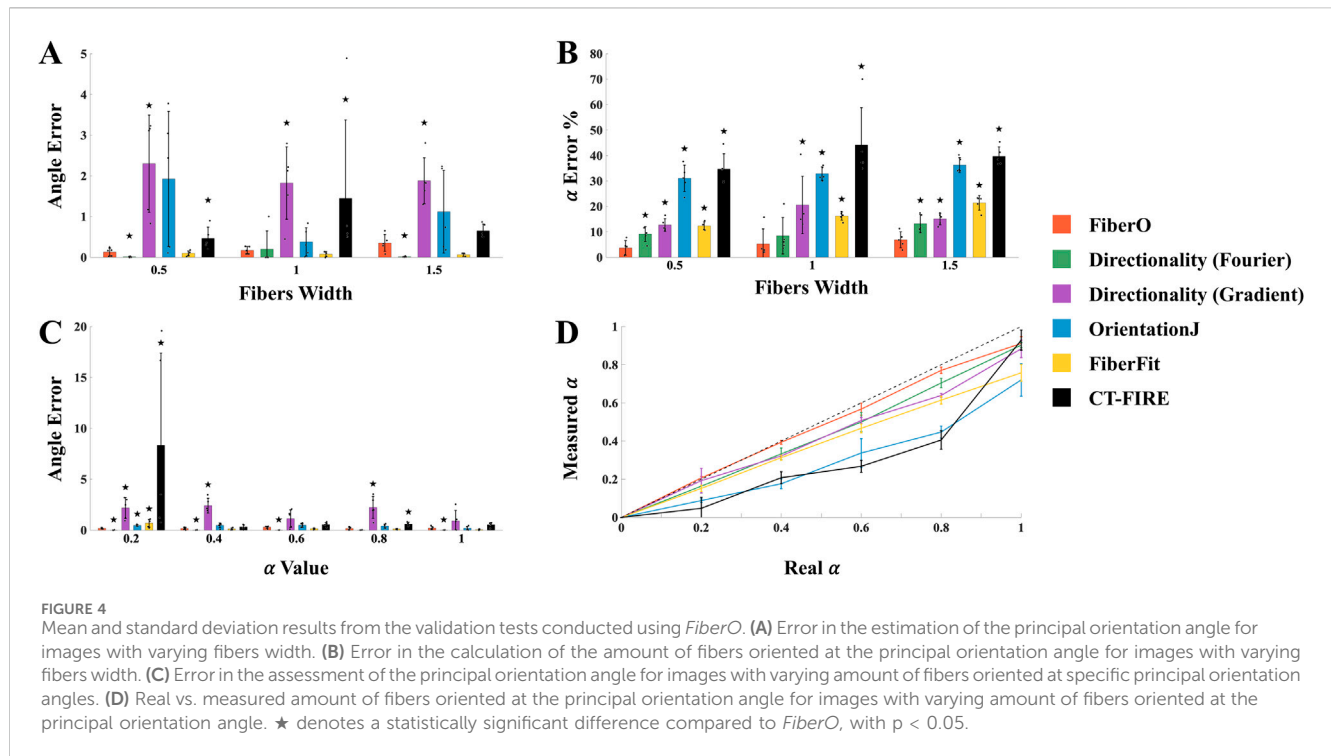 A
5
4
3
2
1
0
Angle Error
★ ★ ★ ★ ★ ★ ★
0.5 1 1.5
Fibers Width
B
80
70
60
50
40
30
20
10
0
α Error %
★ ★ ★ ★ ★ ★ ★ ★ ★ ★ ★ ★ ★ ★
0.5 1 1.5
Fibers Width
FiberO
Directionality (Fourier)
Directionality (Gradient)
OrientationJ
FiberFit
CT-FIRE
C
20
15
10
5
0
Angle Error
★ ★ ★ ★ ★ ★ ★ ★ ★ ★ ★
0.2 0.4 0.6 0.8 1
α Value
D
1
0.8
0.6
0.4
0.2
0
Measured α
0 0.2 0.4 0.6 0.8 1
Real α
FIGURE 4
Mean and standard deviation results from the validation tests conducted using FiberO. (A) Error in the estimation of the principal orientation angle for
images with varying fibers width. (B) Error in the calculation of the amount of fibers oriented at the principal orientation angle for images with varying
fibers width. (C) Error in the assessment of the principal orientation angle for images with varying amount of fibers oriented at specific principal orientation
angles. (D) Real vs. measured amount of fibers oriented at the principal orientation angle for images with varying amount of fibers oriented at the
principal orientation angle. ★ denotes a statistically significant difference compared to FiberO, with p < 0.05.